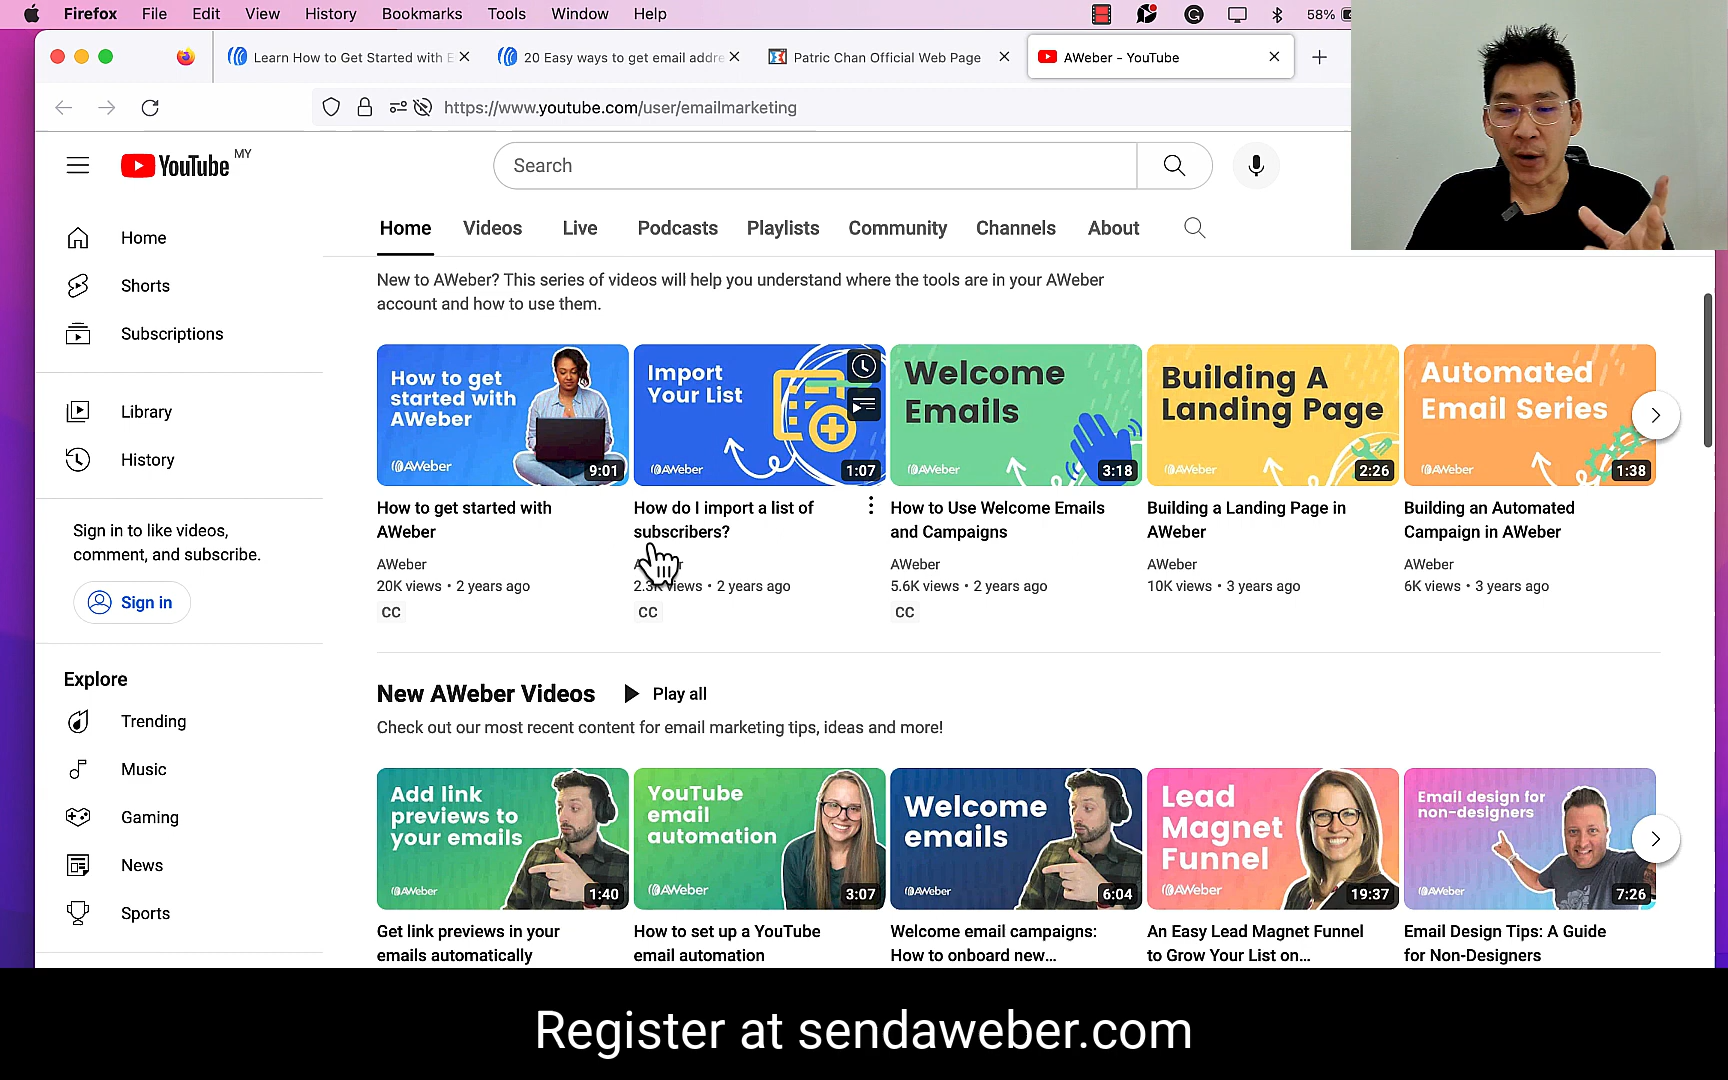 Firefox File Edit View History Bookmarks Tools Window Help 58%
Learn How to Get Started with E
20 Easy ways to get email addre
Patric Chan Official Web Page
AWeber - YouTube
https://www.youtube.com/user/emailmarketing
YouTube MY
Search
Home Videos Live Podcasts Playlists Community Channels About
Home
Shorts
Subscriptions
Library
History
Sign in to like videos,
comment, and subscribe.
Sign in
Explore
Trending
Music
Gaming
News
Sports
New to AWeber? This series of videos will help you understand where the tools are in your AWeber
account and how to use them.
How to get
started with
AWeber
AWeber
9:01
How to get started with
AWeber
AWeber
20K views • 2 years ago
CC
Import
Your List
AWeber
1:07
How do I import a list of
subscribers?
2.3K views • 2 years ago
CC
Welcome
Emails
AWeber
3:18
How to Use Welcome Emails
and Campaigns
AWeber
5.6K views • 2 years ago
CC
Building A
Landing Page
AWeber
2:26
Building a Landing Page in
AWeber
AWeber
10K views • 3 years ago
Automated
Email Series
AWeber
1:38
Building an Automated
Campaign in AWeber
AWeber
6K views • 3 years ago
New AWeber Videos Play all
Check out our most recent content for email marketing tips, ideas and more!
Add link
previews to
your emails
AWeber
1:40
Get link previews in your
emails automatically
YouTube
email
automation
AWeber
3:07
How to set up a YouTube
email automation
Welcome
emails
AWeber
6:04
Welcome email campaigns:
How to onboard new...
Lead
Magnet
Funnel
AWeber
19:37
An Easy Lead Magnet Funnel
to Grow Your List on...
Email design for
non-designers
AWeber
7:26
Email Design Tips: A Guide
for Non-Designers
Register at sendaweber.com